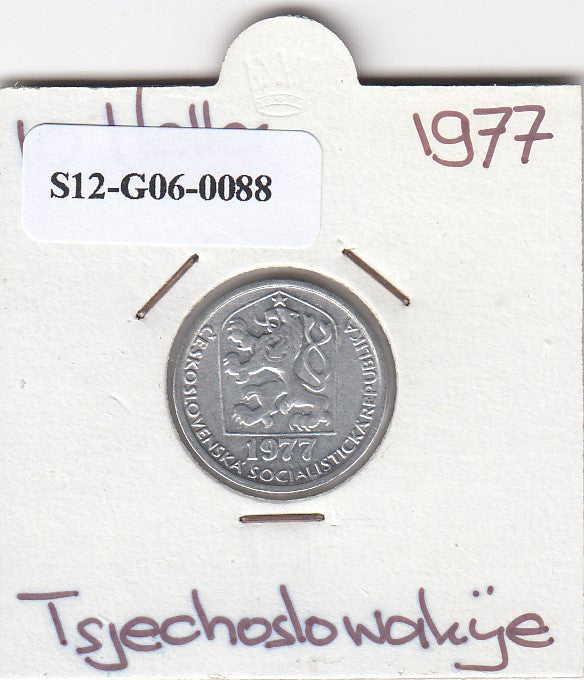 1977
S12-G06-0088
ČESKOSLOVENSKÁ SOCIALISTICKÁ REPUBLIKA
1977
Tsjechoslowakije